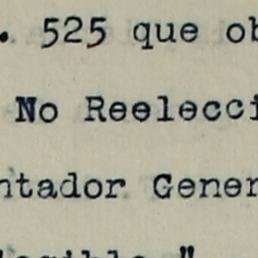 . 525 que ob
No Reelecci
ntador Gener